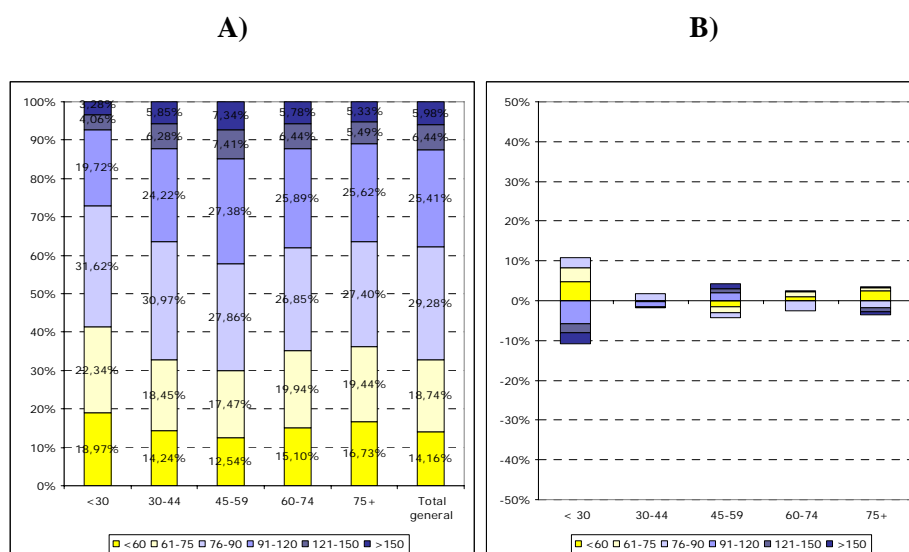 A)
B)
100%
90%
80%
70%
60%
50%
40%
30%
20%
10%
0%
3,28% 5,85% 7,34% 5,78% 5,33% 5,98%
4,06% 6,28% 7,41% 6,44% 5,49% 6,44%
19,72% 24,22% 27,38% 25,89% 25,62% 25,41%
31,62% 30,97% 27,86% 26,85% 27,40% 29,28%
22,34% 18,45% 17,47% 19,94% 19,44% 18,74%
18,97% 14,24% 12,54% 15,10% 16,73% 14,16%
<30 30-44 45-59 60-74 75+ Total
general
<60 61-75 76-90 91-120 121-150 >150
50%
40%
30%
20%
10%
0%
-10%
-20%
-30%
-40%
-50%
< 30 30-44 45-59 60-74 75+
<60 61-75 76-90 91-120 121-150 >150